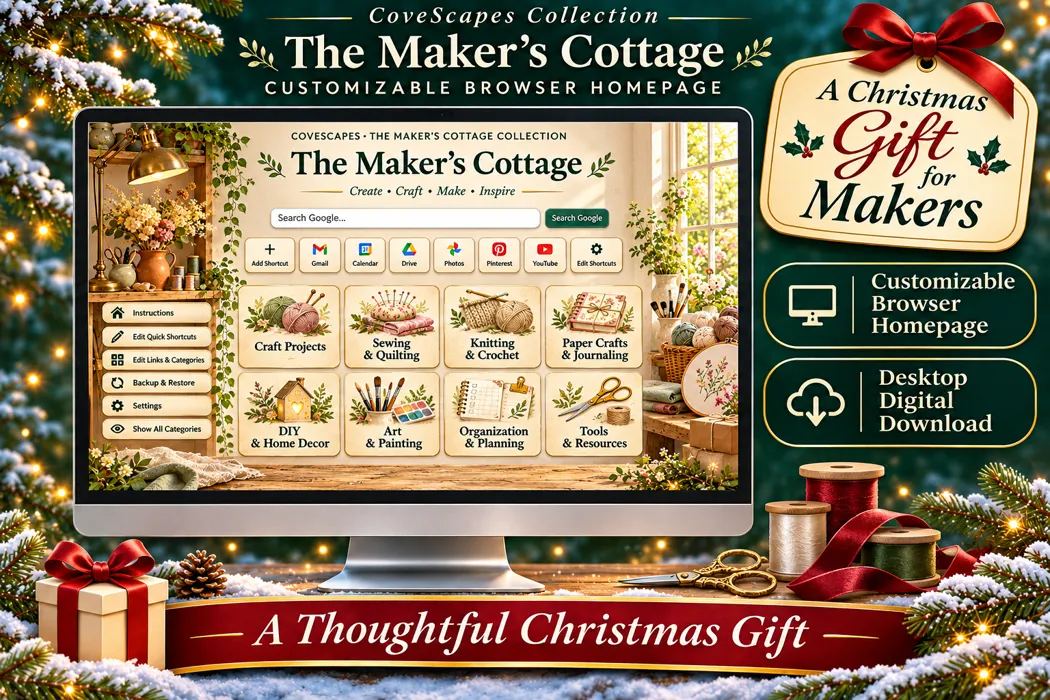 CoveScapes Collection
The Maker's Cottage
CUSTOMIZABLE BROWSER HOMEPAGE
A Christmas
Gift
for
Makers
COVESCAPES • THE MAKER'S COTTAGE COLLECTION
The Maker's Cottage
Create • Craft • Make • Inspire
Search Google...
Search Google
Add Shortcut
Gmail
Calendar
Drive
Photos
Pinterest
YouTube
Edit Shortcuts
Instructions
Edit Quick Shortcuts
Edit Links & Categories
Backup & Restore
Settings
Show All Categories
Craft Projects
Sewing
& Quilting
Knitting
& Crochet
Paper Crafts
& Journaling
DIY
& Home Decor
Art
& Painting
Organization
& Planning
Tools
& Resources
Customizable
Browser
Homepage
Desktop
Digital
Download
A Thoughtful Christmas Gift